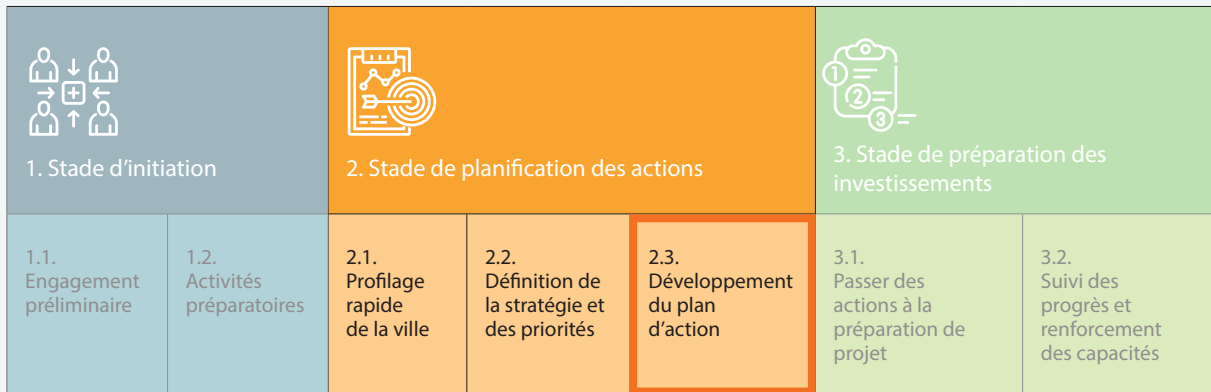 1. Stade d'initiation
2. Stade de planification des actions
1
2
3
3. Stade de préparation des
investissements
1.1.
Engagement
préliminaire
1.2.
Activités
préparatoires
2.1.
Profilage
rapide
de la ville
2.2.
Définition de
la stratégie et
des priorités
2.3.
Développement
du plan
d'action
3.1.
Passer des
actions à la
préparation de
projet
3.2.
Suivi des
progrès et
renforcement
des capacités